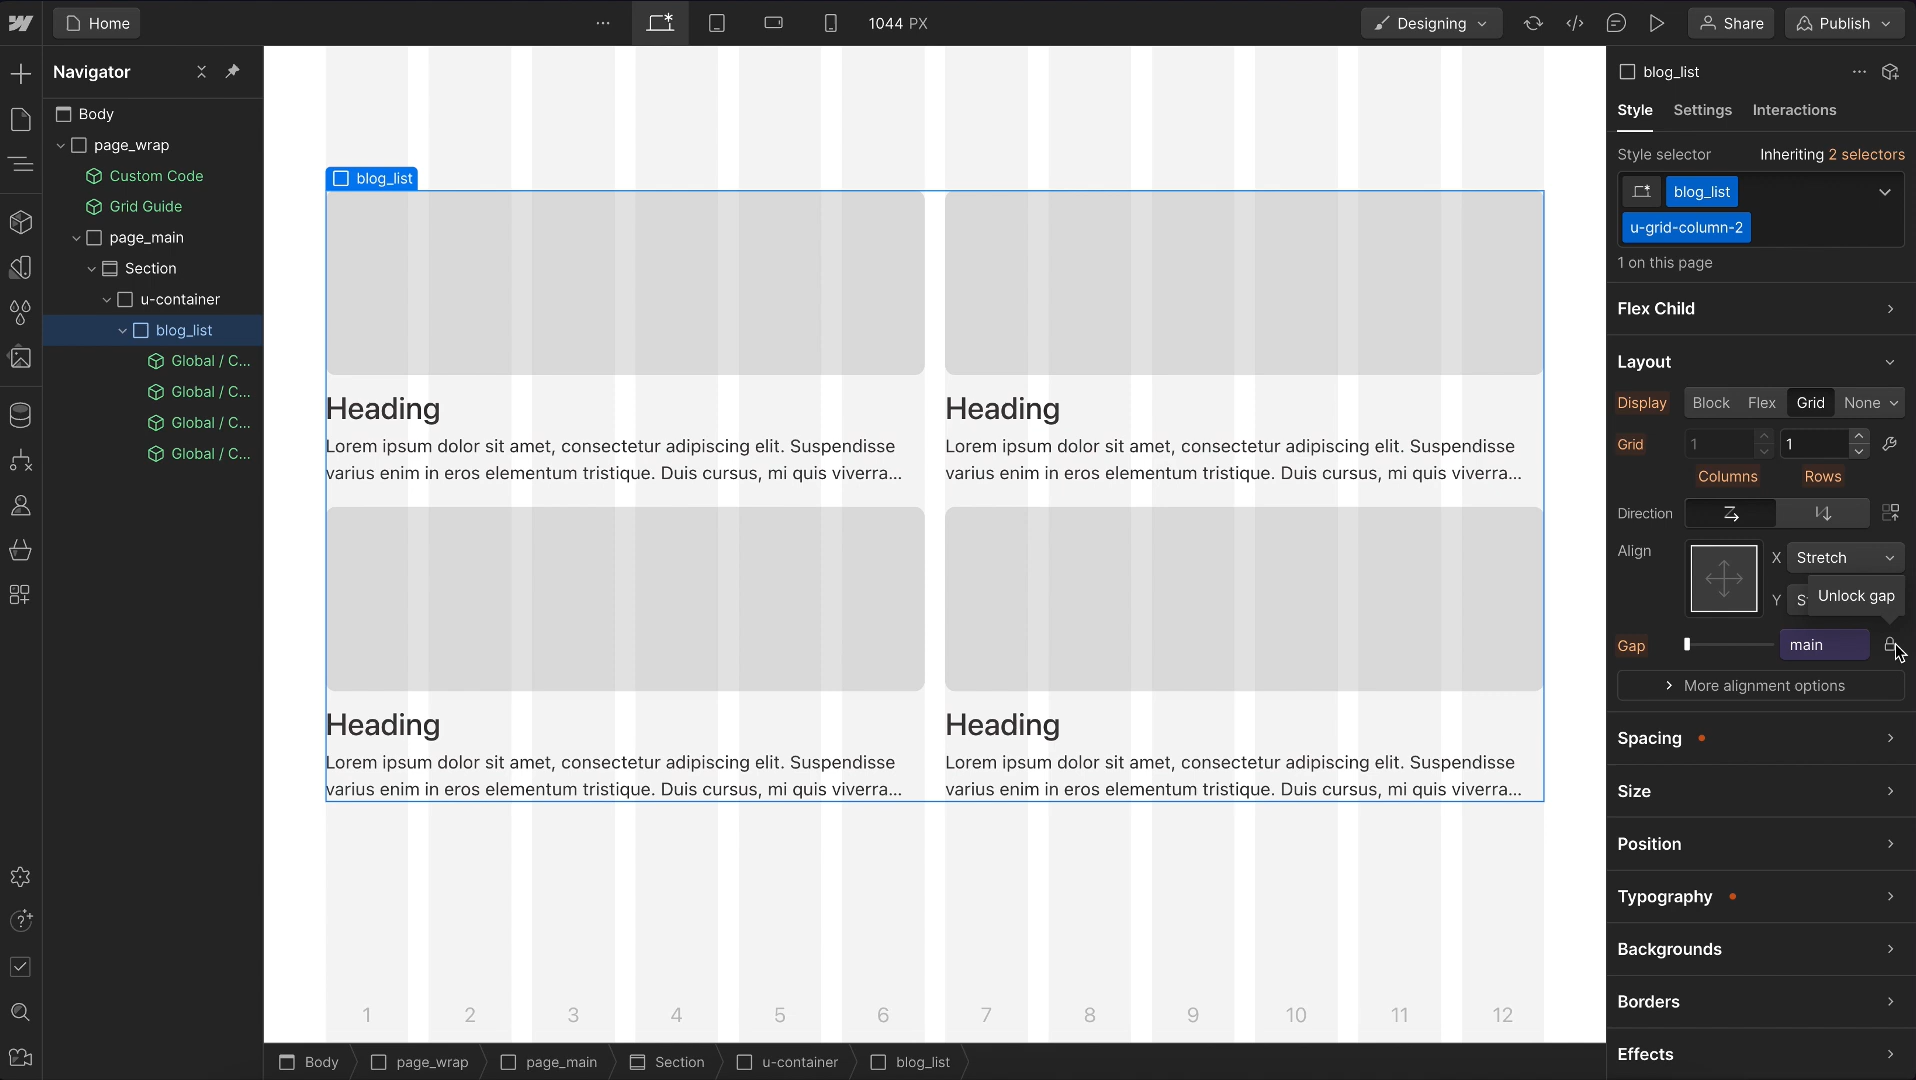 Home
1044 PX
Designing
Share
Publish
Navigator
Body
page_wrap
Custom Code
Grid Guide
page_main
Section
u-container
blog_list
Global / C...
Global / C...
Global / C...
Global / C...
blog_list
Heading
Lorem ipsum dolor sit amet, consectetur adipiscing elit. Suspendisse
varius enim in eros elementum tristique. Duis cursus, mi quis viverra...
Heading
Lorem ipsum dolor sit amet, consectetur adipiscing elit. Suspendisse
varius enim in eros elementum tristique. Duis cursus, mi quis viverra...
Heading
Lorem ipsum dolor sit amet, consectetur adipiscing elit. Suspendisse
varius enim in eros elementum tristique. Duis cursus, mi quis viverra...
Heading
Lorem ipsum dolor sit amet, consectetur adipiscing elit. Suspendisse
varius enim in eros elementum tristique. Duis cursus, mi quis viverra...
1 2 3 4 5 6 7 8 9 10 11 12
Body page_wrap page_main Section u-container blog_list
blog_list
Style Settings Interactions
Style selector Inheriting 2 selectors
blog_list
u-grid-column-2
1 on this page
Flex Child
Layout
Display Block Flex Grid None
Grid 1 1
Columns Rows
Direction
Align X Stretch
Y S
Unlock gap
Gap main
More alignment options
Spacing
Size
Position
Typography
Backgrounds
Borders
Effects